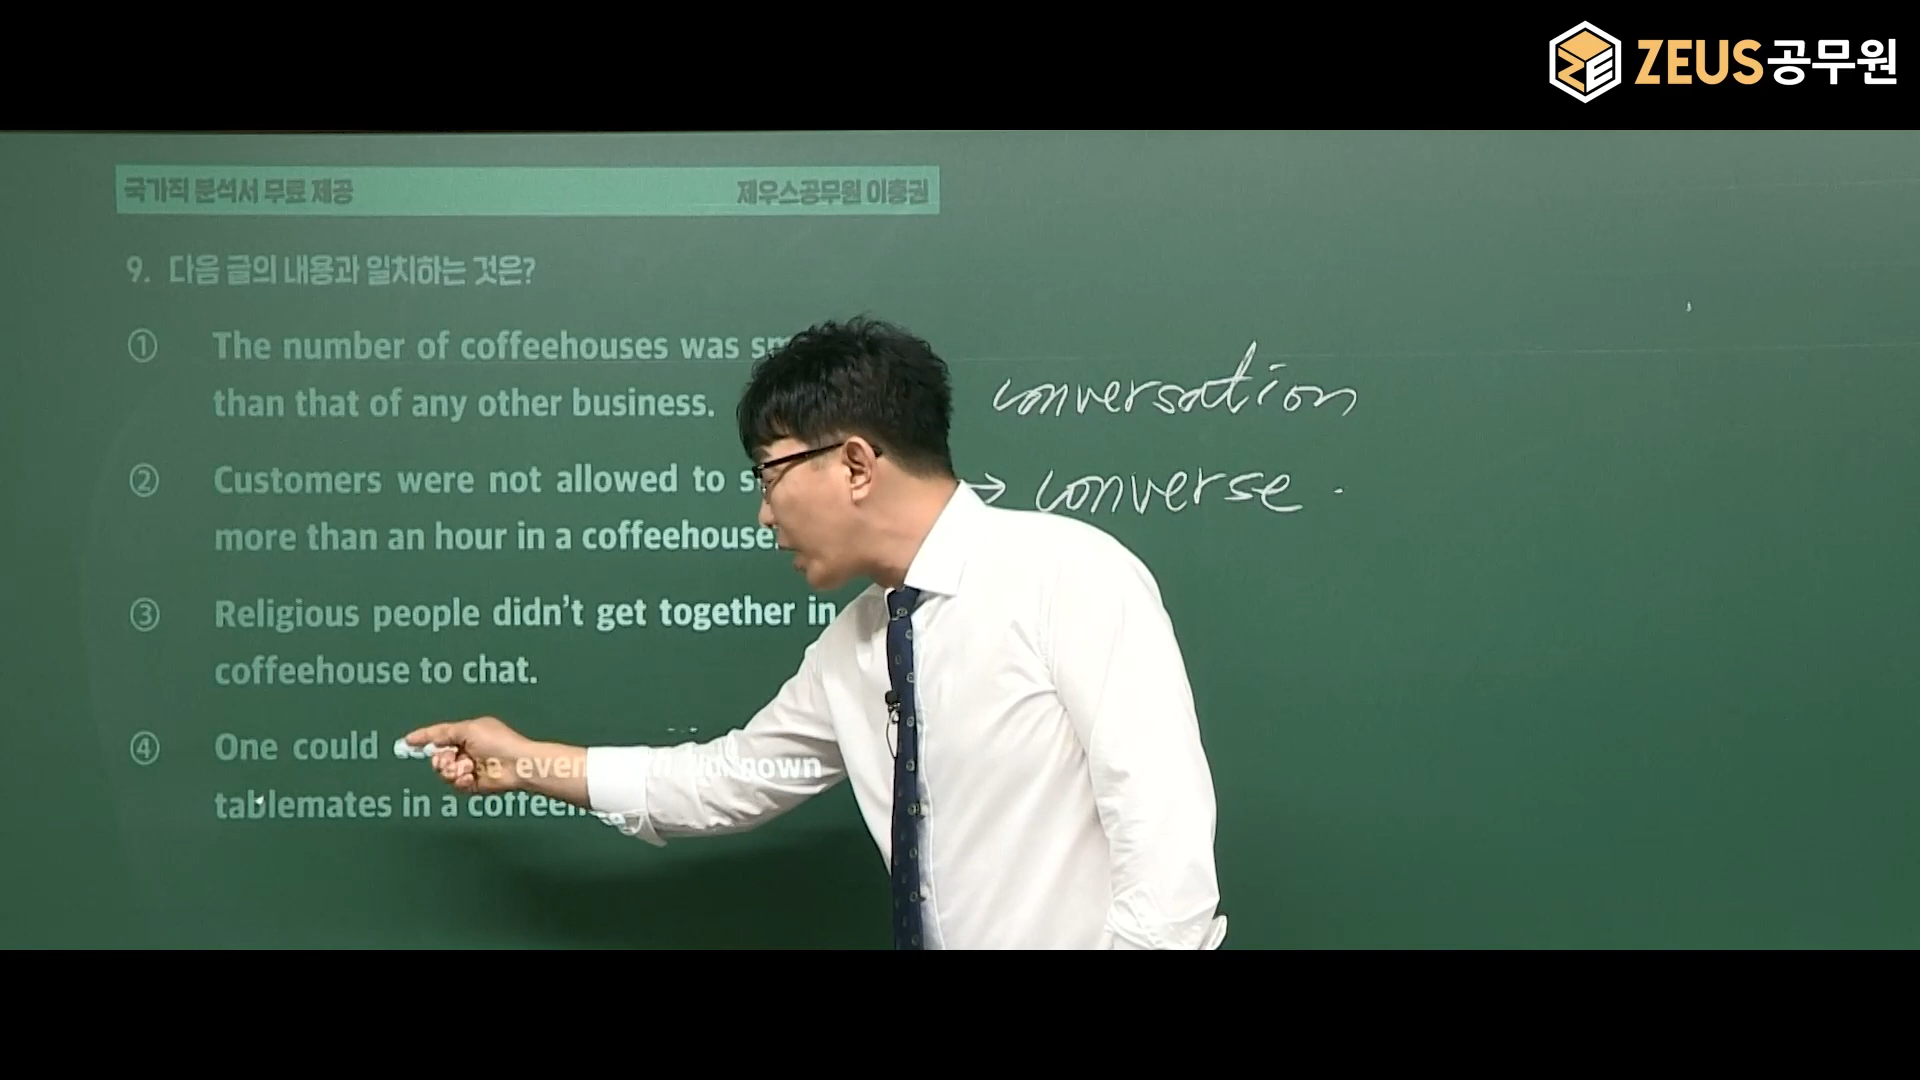 ZEUS공무원
국가직 분석서 무료 제공 제우스공무원 이충권
9. 다음 글의 내용과 일치하는 것은?
① The number of coffeehouses was
than that of any other business.
② Customers were not allowed to
more than an hour in a coffeehouse.
③ Religious people didn't get together in
coffeehouse to chat.
④ One could even unknown
tablemates in a
conversation
→ converse.